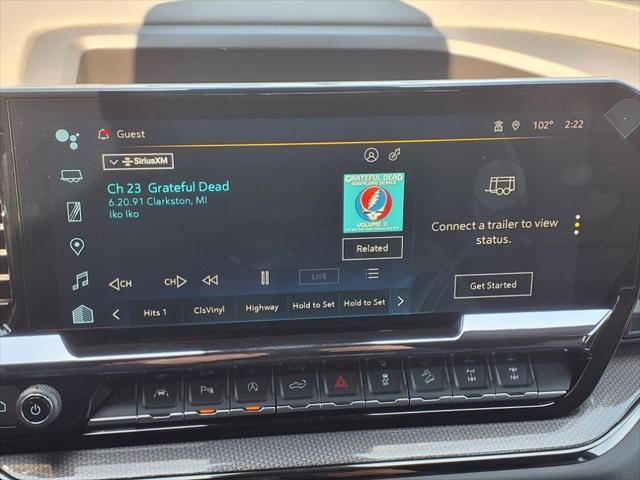 Guest
102° 2:22
SiriusXM
Ch 23 Grateful Dead
6.20.91 Clarkston, MI
Iko Iko
GRATEFUL DEAD
DOWNLOAD SERIES
VOLUME 11
Related
Connect a trailer to view
status.
Get Started
CH CH LIVE
Hits 1 ClsVinyl Highway Hold to Set Hold to Set